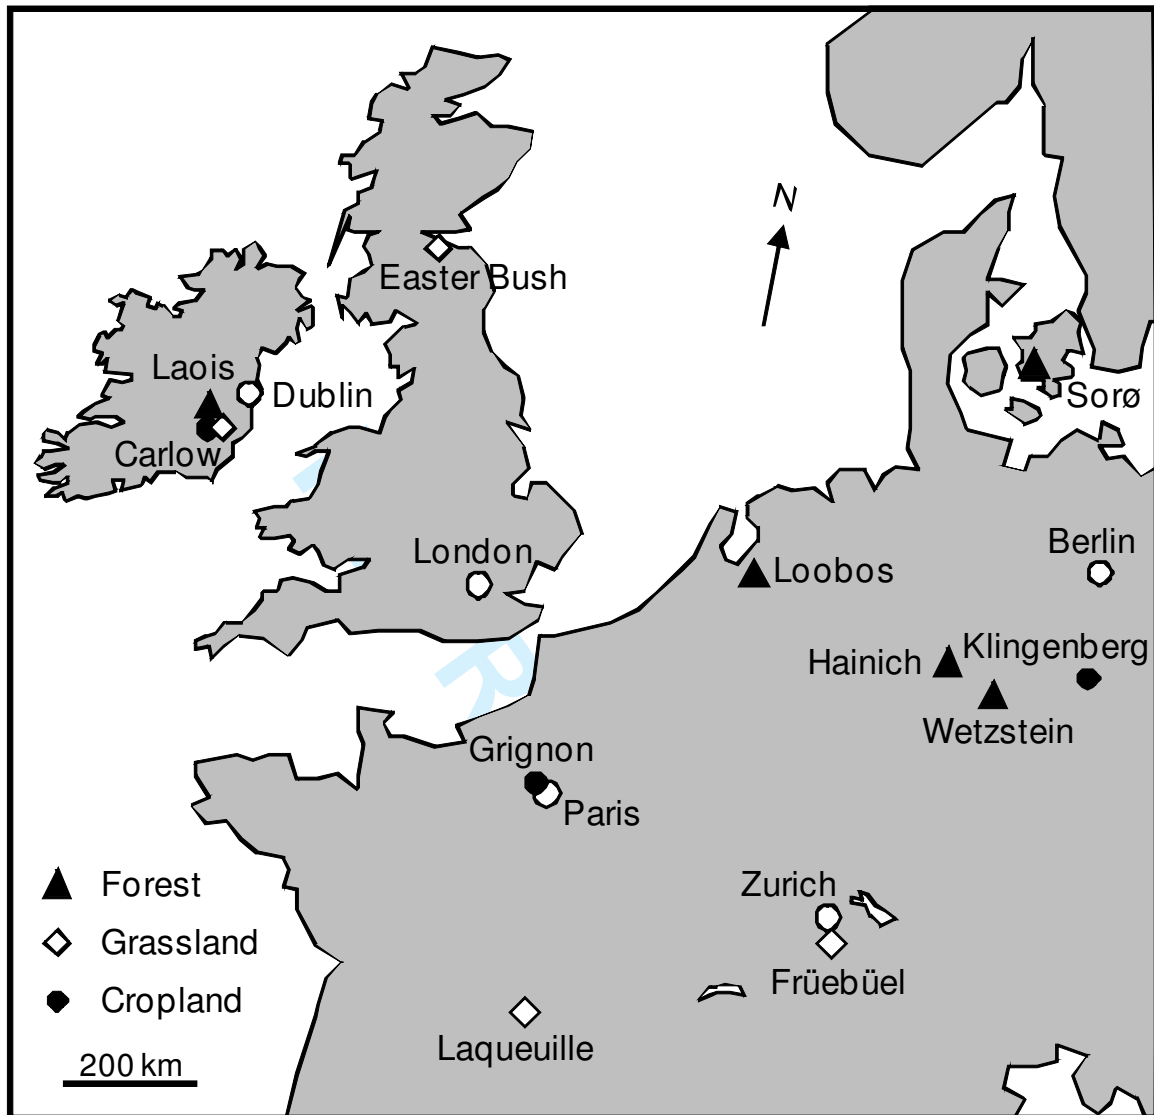 N
Easter Bush
Laois
Dublin
Carlow
Sorø
London
Loobos
Berlin
Hainich
Klingenberg
Wetzstein
R
Grignon
Paris
Zurich
Früebüel
Laqueuille
Forest
Grassland
Cropland
200 km